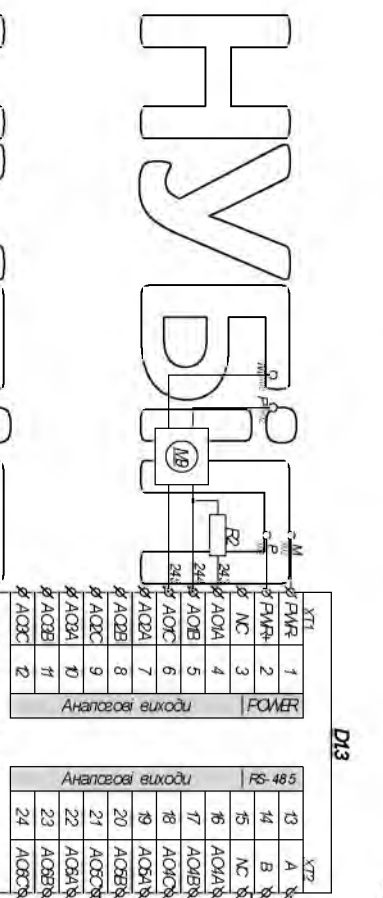 НУБіП
M
P
P
M
M9
R2
D13
XT1
PWR- 1
PWR+ 2
NC 3
AO1A 4
AO1B 5
AO1C 6
AO2A 7
AO2B 8
AO2C 9
AO3A 10
AO3B 11
AO3C 12
POWER
Аналогові виходи
RS-485
Аналогові виходи
XT2
13 A
14 B
15 NC
16 AO4A
17 AO4B
18 AO4C
19 AO5A
20 AO5B
21 AO5C
22 AO6A
23 AO6B
24 AO6C